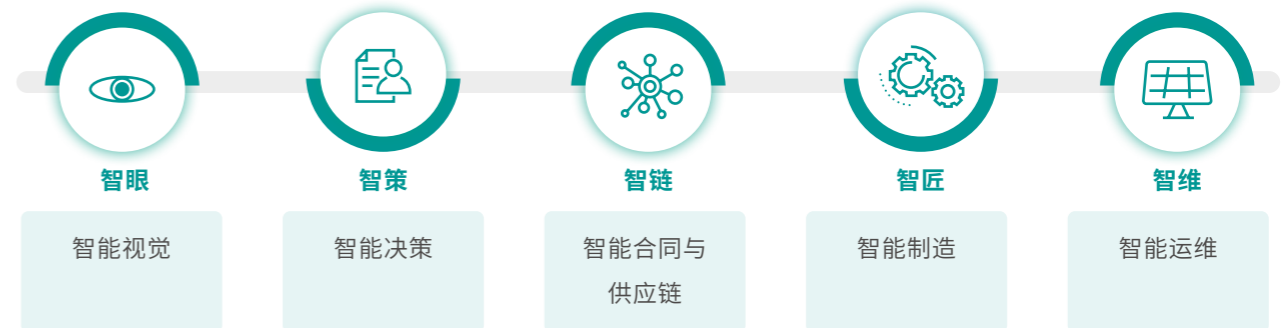 智眼
智策
智链
智匠
智维
智能视觉
智能决策
智能合同与
供应链
智能制造
智能运维